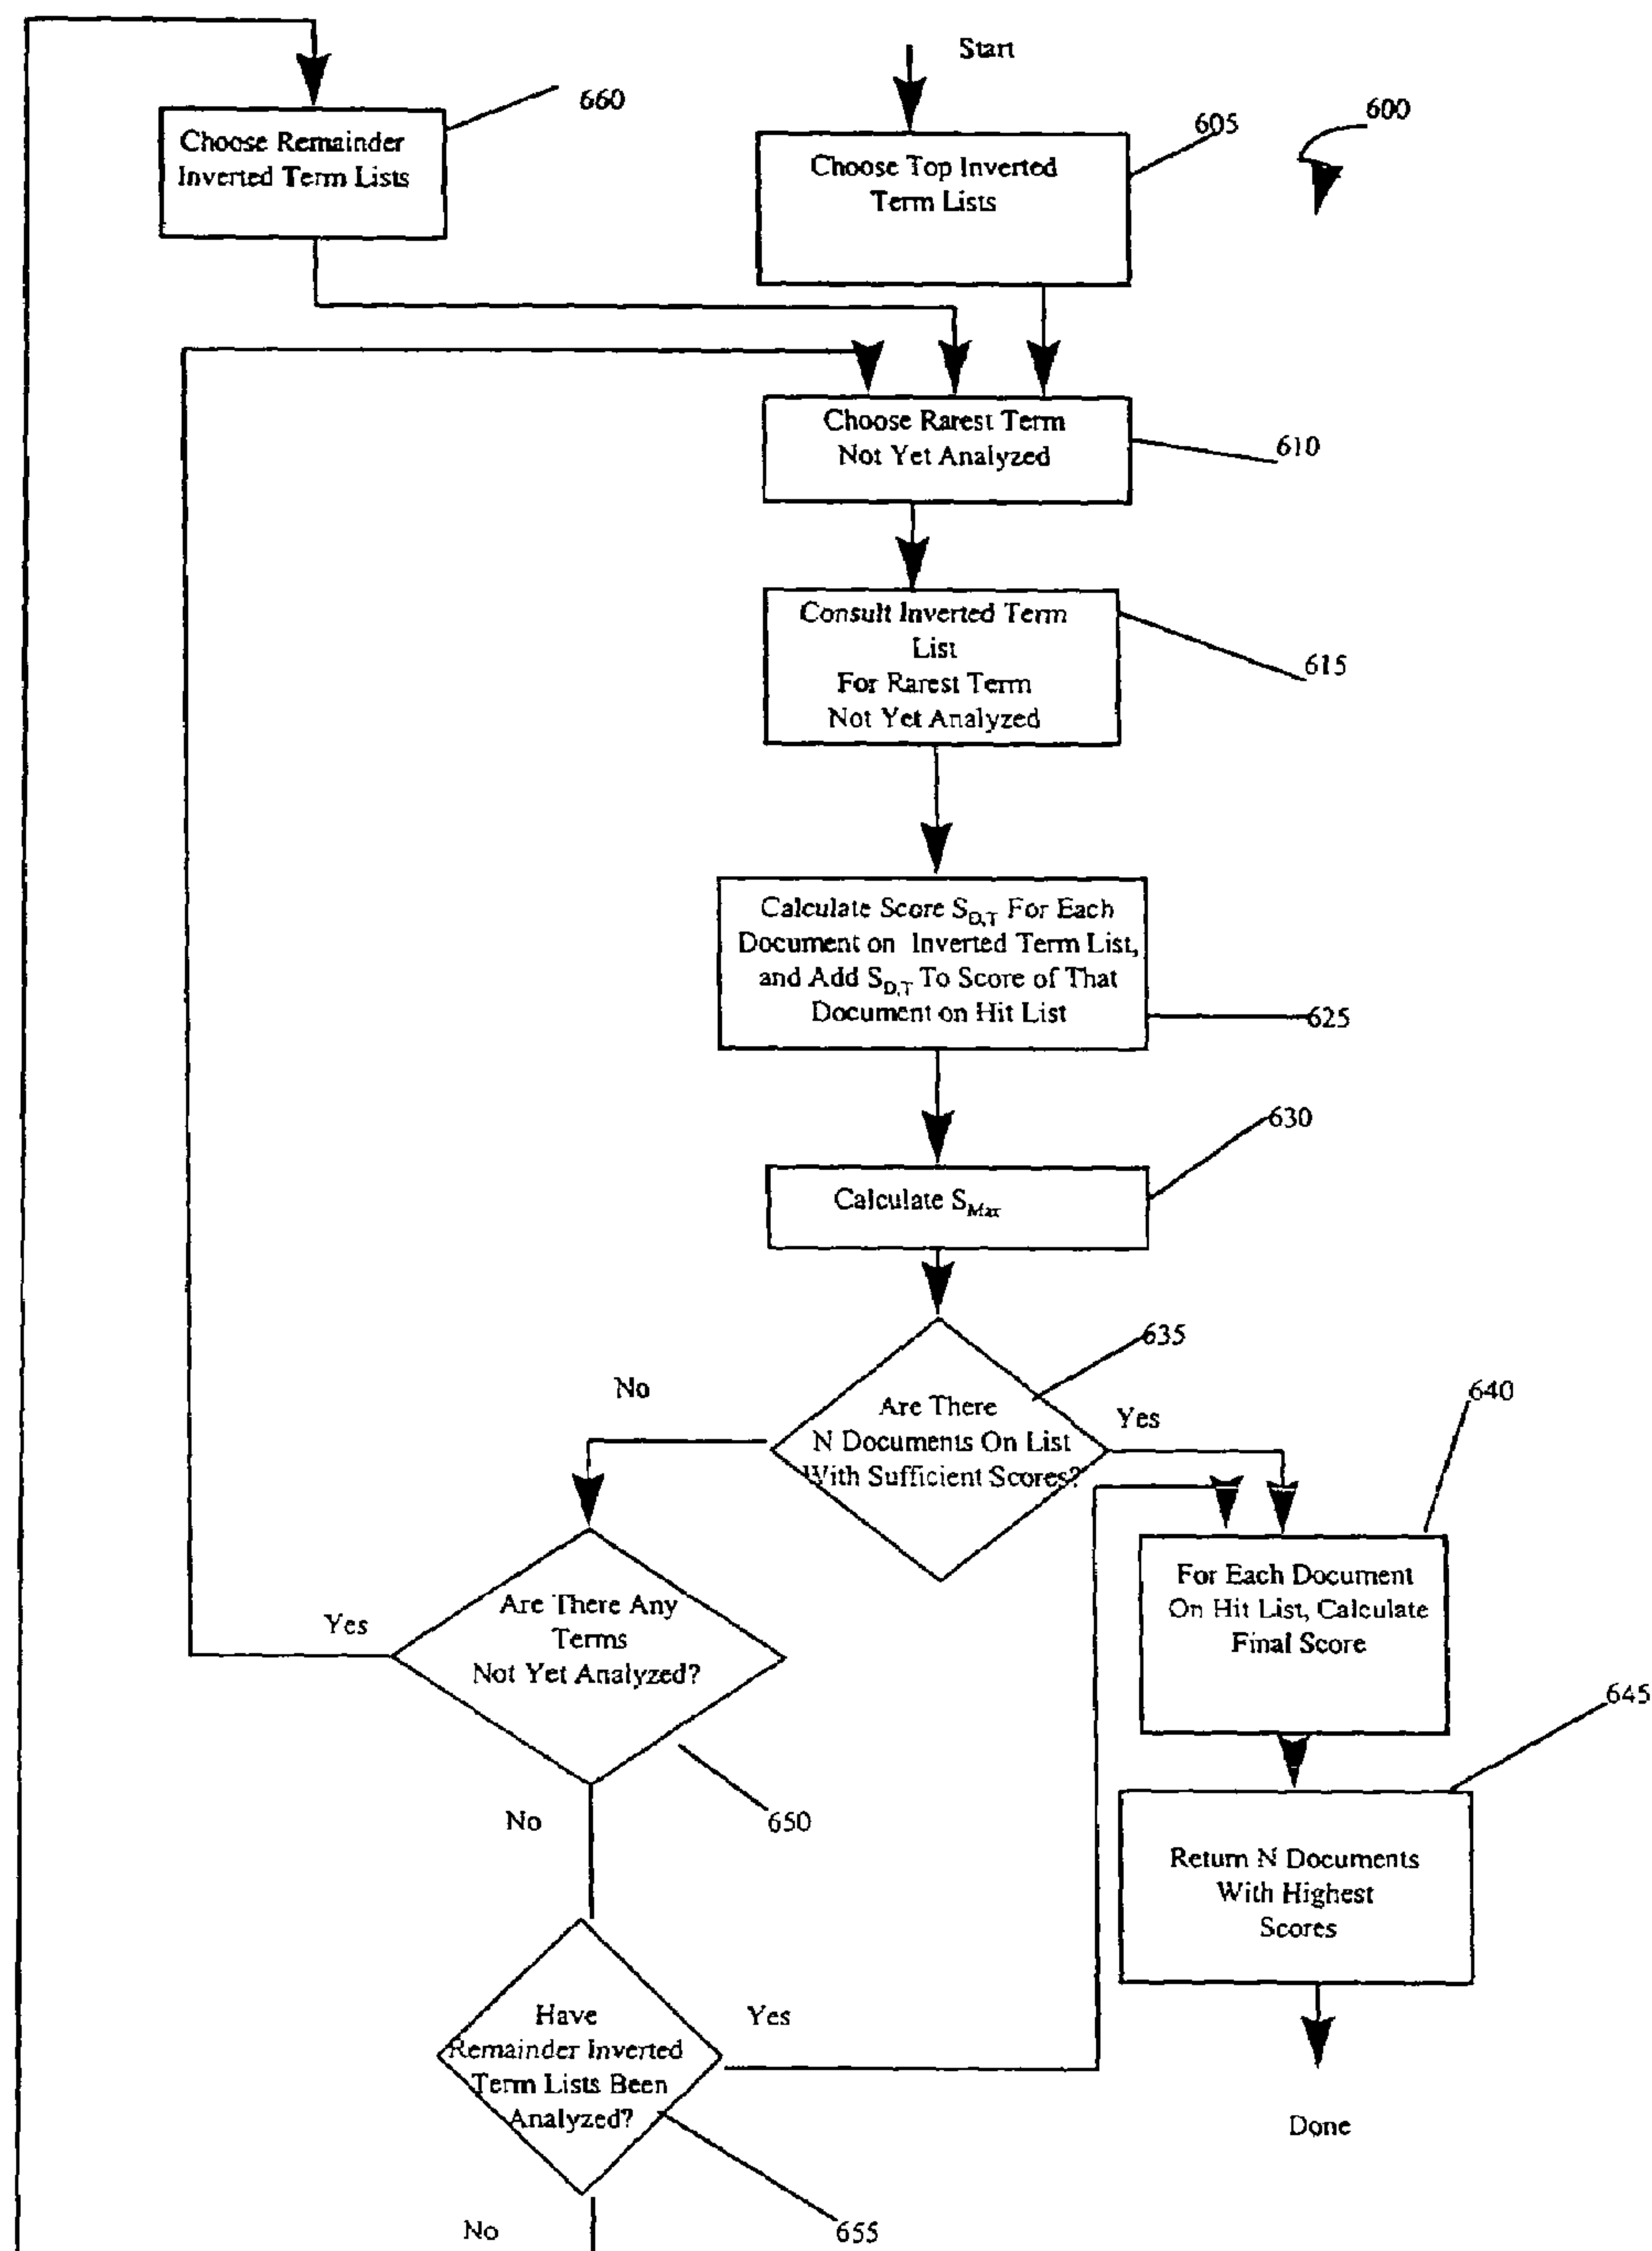 Start
660
605
600
Choose Remainder
Inverted Term Lists
Choose Top Inverted
Term Lists
Choose Rarest Term
Not Yet Analyzed
610
Consult Inverted Term
List
For Rarest Term
Not Yet Analyzed
615
Calculate Score S_D,T For Each
Document on Inverted Term List,
and Add S_D,T To Score of That
Document on Hit List
625
630
Calculate S_Max
635
No
Are There
N Documents On List
With Sufficient Scores?
Yes
640
For Each Document
On Hit List, Calculate
Final Score
Are There Any
Terms
Not Yet Analyzed?
Yes
645
No
650
Return N Documents
With Highest
Scores
Have
Remainder Inverted
Term Lists Been
Analyzed?
Yes
Done
No
655